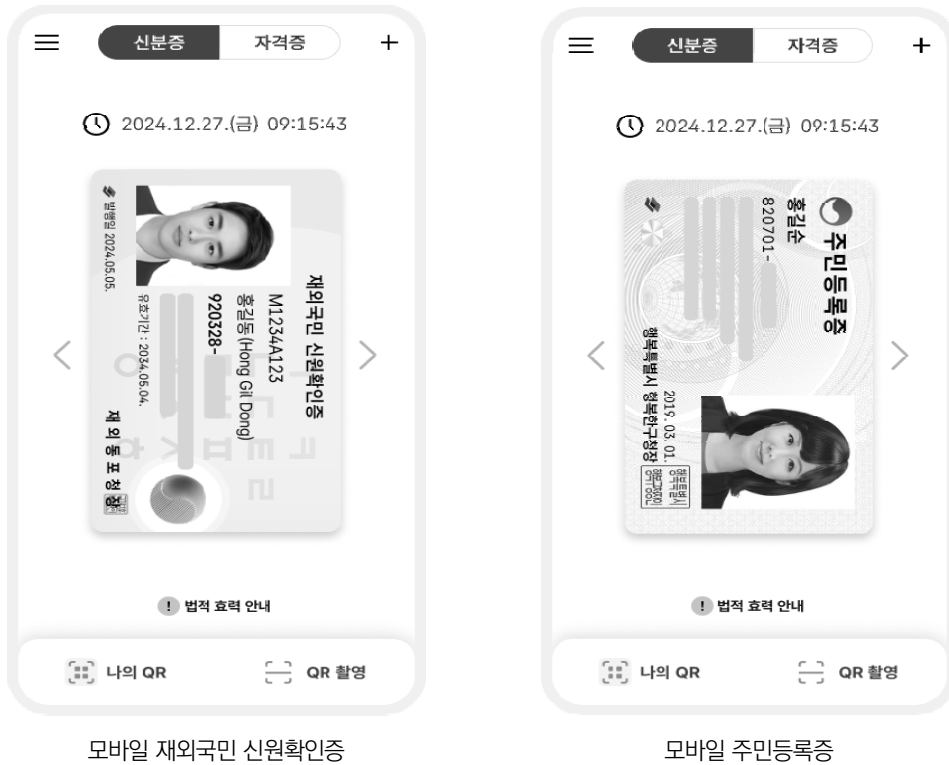 신분증 자격증
2024.12.27.(금) 09:15:43
재외국민 신원확인증
M1234A123
홍길동(Hong Gil Dong)
920328-
유효기간 : 2034.05.04.
발행일 2024.05.05.
재외동포청장
법적 효력 안내
나의 QR QR 촬영
모바일 재외국민 신원확인증
신분증 자격증
2024.12.27.(금) 09:15:43
주민등록증
홍길순
820701-
2019. 03. 01.
행복특별시 행복한구청장
법적 효력 안내
나의 QR QR 촬영
모바일 주민등록증